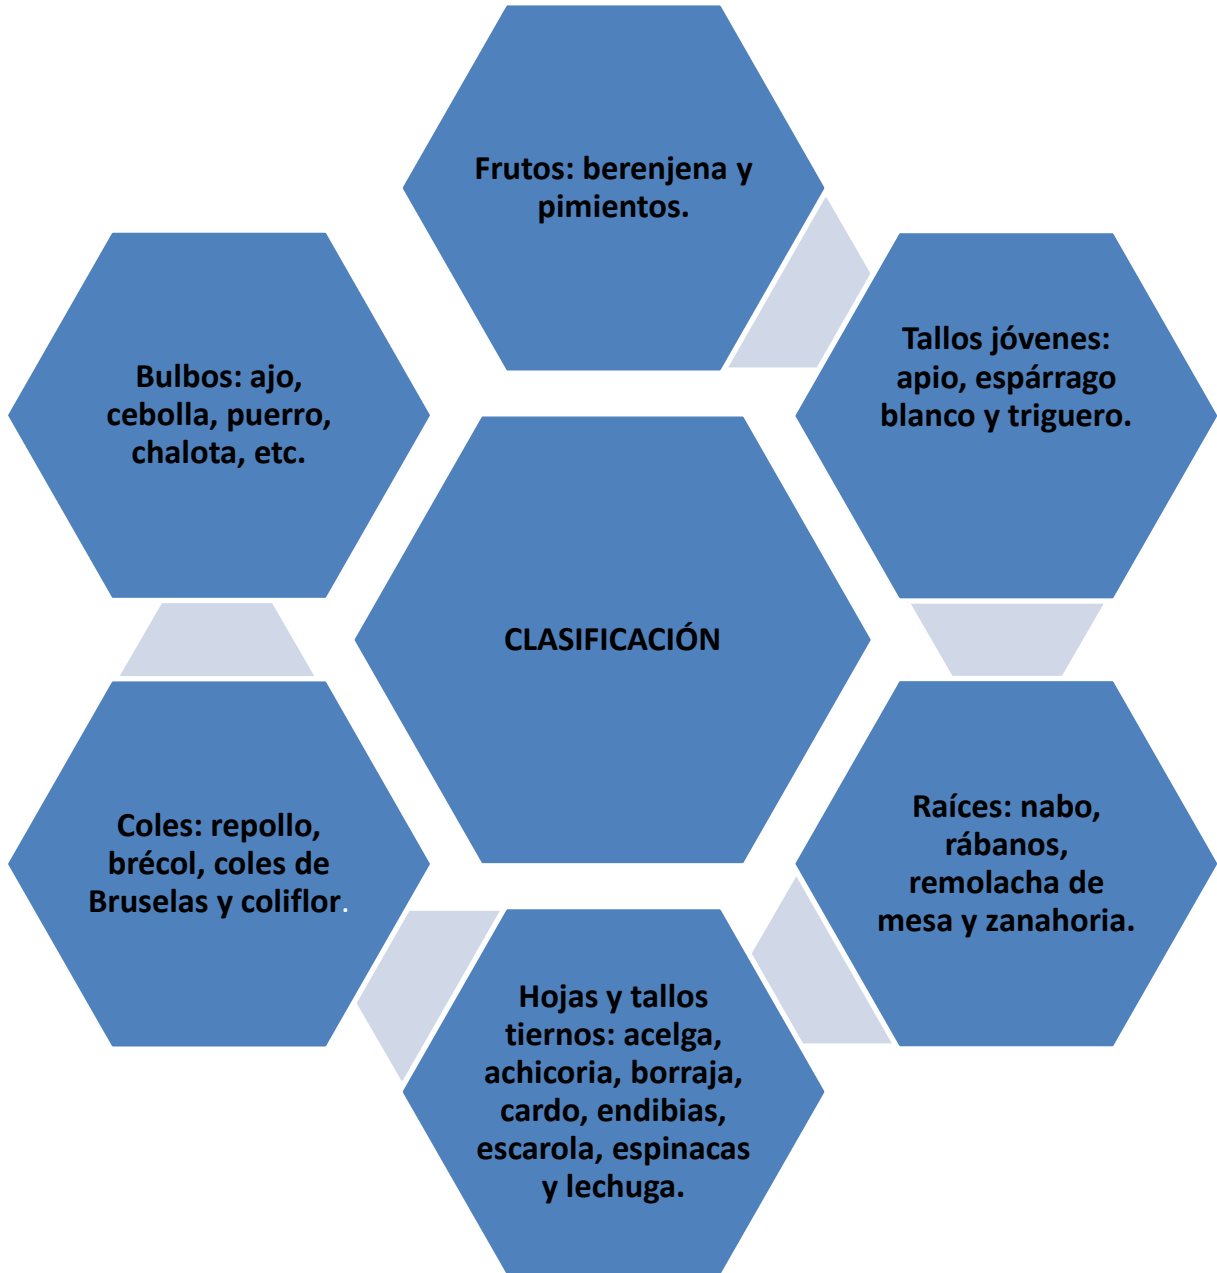 Frutos: berenjena y
pimientos.
Tallos jóvenes:
apio, espárrago
blanco y triguero.
Raíces: nabo,
rábanos,
remolacha de
mesa y zanahoria.
Hojas y tallos
tiernos: acelga,
achicoria, borraja,
cardo, endibias,
escarola, espinacas
y lechuga.
Coles: repollo,
brécol, coles de
Bruselas y coliflor.
Bulbos: ajo,
cebolla, puerro,
chalota, etc.
CLASIFICACIÓN